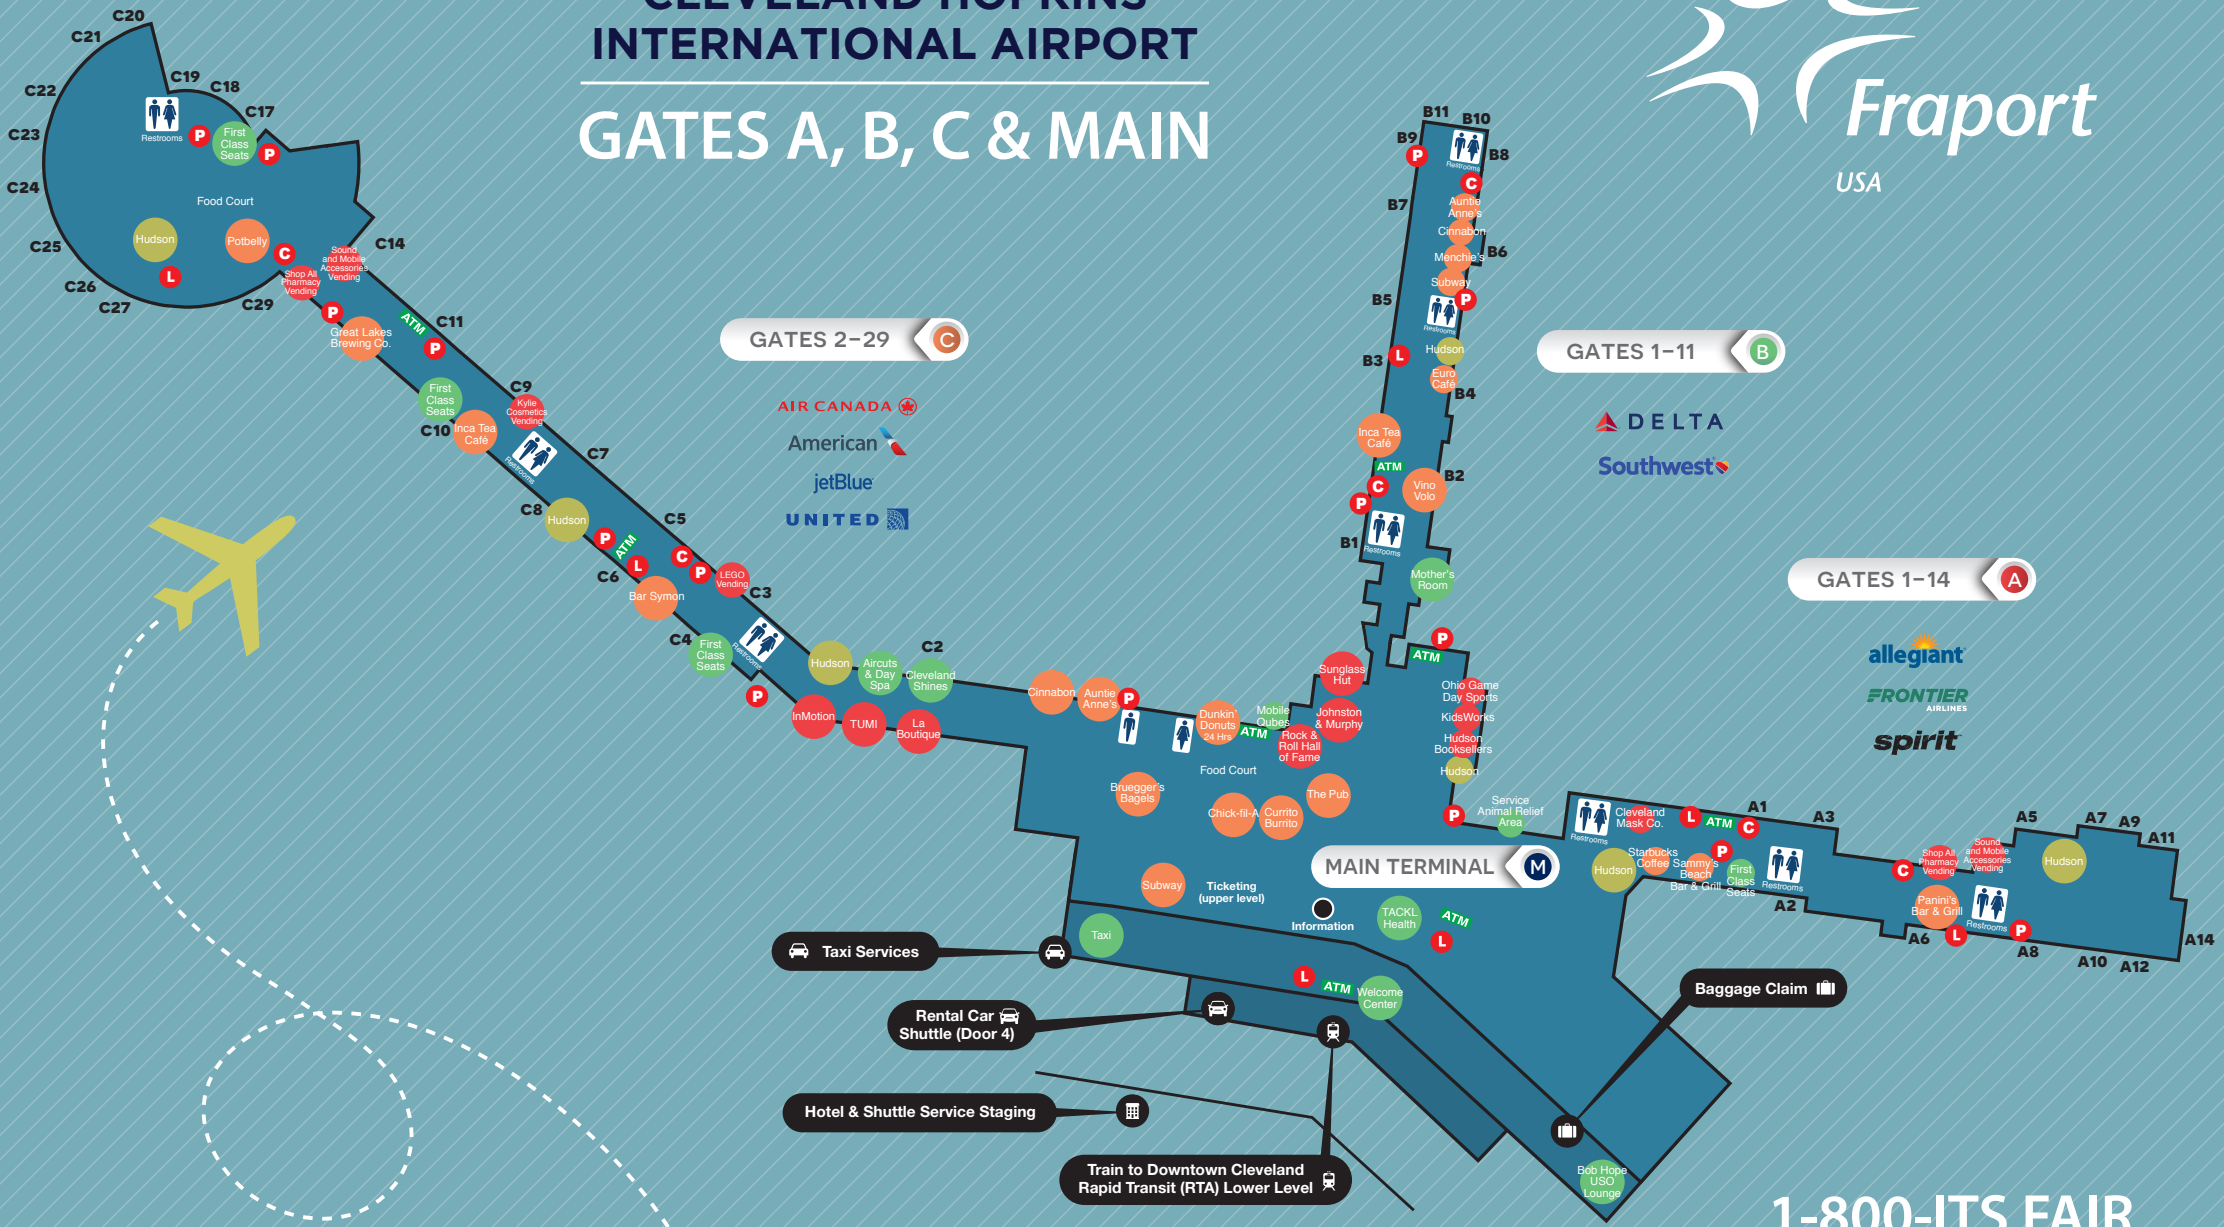 CLEVELAND HOPKINS
INTERNATIONAL AIRPORT
GATES A, B, C & MAIN
Fraport
USA
C20
C21
C22
C23
C24
C25
C26
C27
C29
C19
C18
C17
C14
Restrooms
P
First
Class
Seats
P
Food Court
Hudson
Potbelly
C
L
Sound
and Mobile
Accessories
Vending
Shop All
Pharmacy
Vending
P
Great Lakes
Brewing Co.
ATM
C11
P
First
Class
Seats
C9
Kylie
Cosmetics
Vending
C10
Inca Tea
Café
Restrooms
C7
C8
Hudson
P
ATM
L
C6
C5
C
P
LEGO
Vending
C3
Bar Symon
C4
First
Class
Seats
Restrooms
P
Hudson
Aircuts
& Day
Spa
C2
Cleveland
Shines
InMotion
TUMI
La
Boutique
GATES 2–29
C
AIR CANADA
American
jetBlue
UNITED
B11
B10
B9
P
Restrooms
B8
C
B7
Auntie
Anne's
Cinnabon
B6
Menchie's
Subway
B5
P
Restrooms
B3
L
Hudson
Euro
Café
B4
Inca Tea
Café
ATM
C
P
B2
Vino
Volo
B1
Restrooms
Mother's
Room
GATES 1–11
B
DELTA
Southwest
GATES 1–14
A
allegiant
FRONTIER
AIRLINES
spirit
P
ATM
Cinnabon
Auntie
Anne's
P
Dunkin'
Donuts
24 Hrs
ATM
Mobile
Qubes
Rock &
Roll Hall
of Fame
Sunglass
Hut
Johnston
& Murphy
Ohio Game
Day Sports
KidsWorks
Hudson
Booksellers
Hudson
P
Service
Animal Relief
Area
Food Court
Bruegger's
Bagels
Chick-fil-A
Currito
Burrito
The Pub
MAIN TERMINAL
M
Subway
Ticketing
(upper level)
Information
TACKL
Health
ATM
L
Taxi
L
ATM
Welcome
Center
Restrooms
Cleveland
Mask Co.
L
ATM
C
A1
A3
Hudson
Starbucks
Coffee
Sammy's
Beach
Bar & Grill
P
First
Class
Seats
Restrooms
A2
C
Shop All
Pharmacy
Vending
Sound
and Mobile
Accessories
Vending
A5
A7
A9
A11
Hudson
Panini's
Bar & Grill
Restrooms
A6
L
P
A8
A10
A12
A14
Taxi Services
Rental Car
Shuttle (Door 4)
Hotel & Shuttle Service Staging
Train to Downtown Cleveland
Rapid Transit (RTA) Lower Level
Baggage Claim
Bob Hope
USO
Lounge
1-800-ITS FAIR